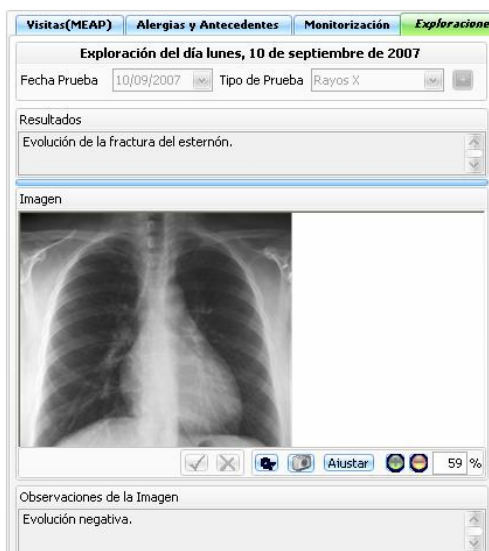 Visitas(MEAP) Alergias y Antecedentes Monitorización Exploracione
Exploración del día lunes, 10 de septiembre de 2007
Fecha Prueba 10/09/2007 Tipo de Prueba Rayos X
Resultados
Evolución de la fractura del esternón.
Imagen
Ajustar 59 %
Observaciones de la Imagen
Evolución negativa.